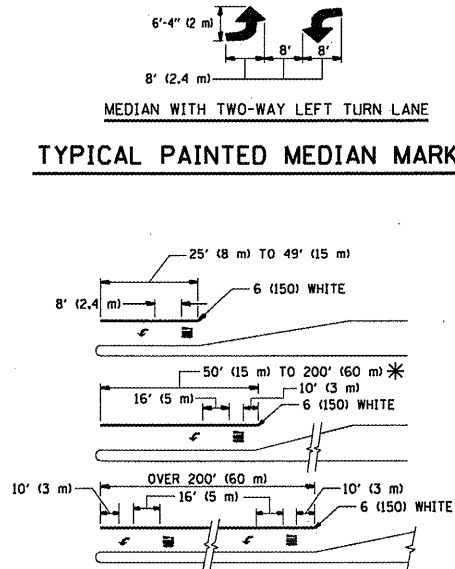 6'-4" (2 m)
8' 8'
8' (2.4 m)
MEDIAN WITH TWO-WAY LEFT TURN LANE
TYPICAL PAINTED MEDIAN MARK
25' (8 m) TO 49' (15 m)
8' (2.4 m)
6 (150) WHITE
50' (15 m) TO 200' (60 m) *
16' (5 m) 10' (3 m)
6 (150) WHITE
OVER 200' (60 m)
10' (3 m) 16' (5 m) 10' (3 m)
6 (150) WHITE